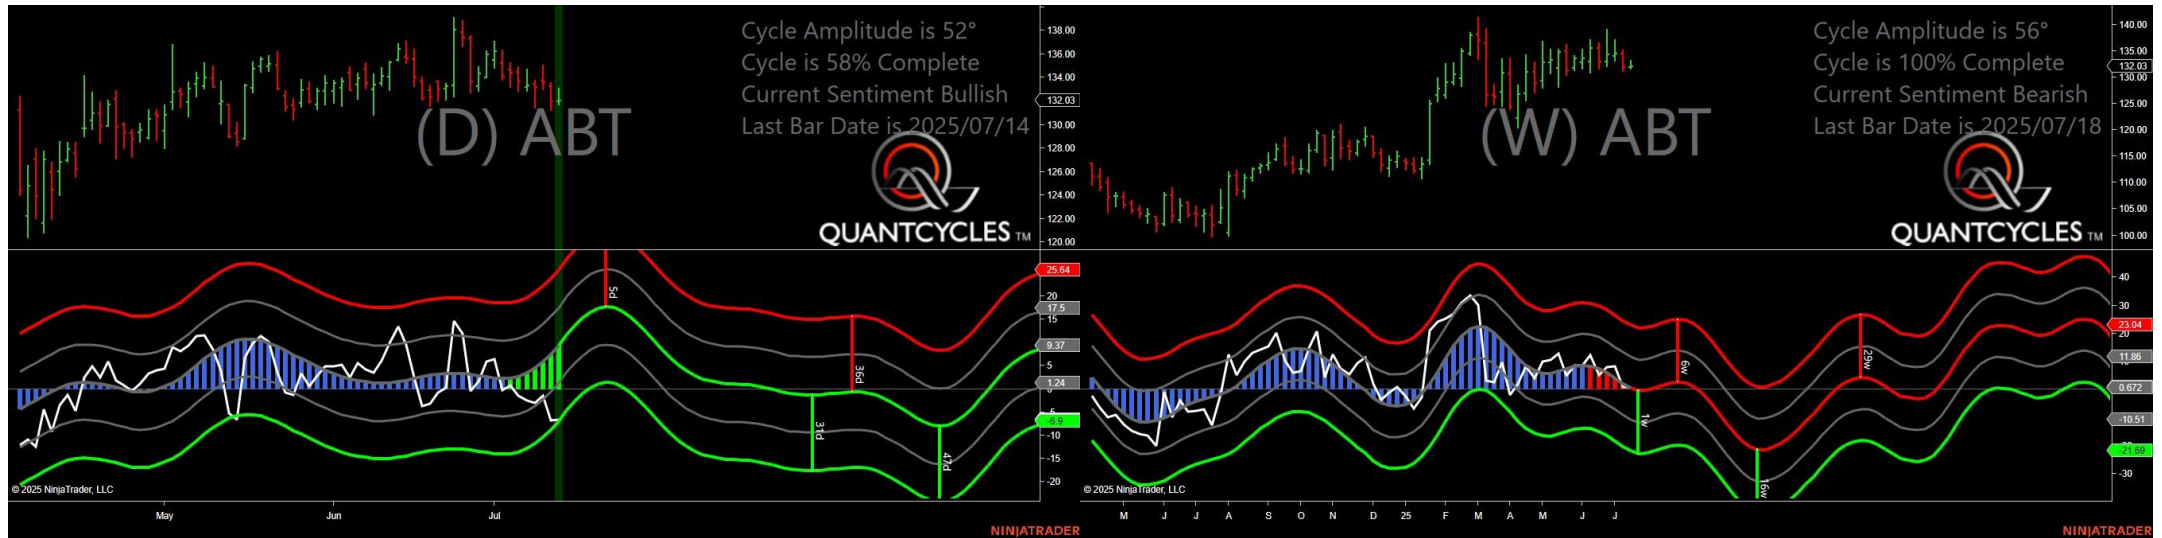 Cycle Amplitude is 52°
Cycle is 58% Complete
Current Sentiment Bullish
Last Bar Date is 2025/07/14
(D) ABT
QUANTCYCLES TM
138.00
136.00
134.00
132.03
130.00
128.00
126.00
124.00
122.00
120.00
25.64
20
17.5
15
9.37
5
1.24
-6.9
-10
-15
-20
5d
36d
31d
47d
© 2025 NinjaTrader, LLC
May
Jun
Jul
NINJATRADER
Cycle Amplitude is 56°
Cycle is 100% Complete
Current Sentiment Bearish
Last Bar Date is 2025/07/18
(W) ABT
QUANTCYCLES TM
140.00
135.00
132.03
130.00
125.00
120.00
115.00
110.00
105.00
100.00
40
30
23.04
20
11.86
0.672
-10.51
-21.69
-30
6w
29w
1w
16w
© 2025 NinjaTrader, LLC
M J J A S O N D 25 F M A M J J
NINJATRADER